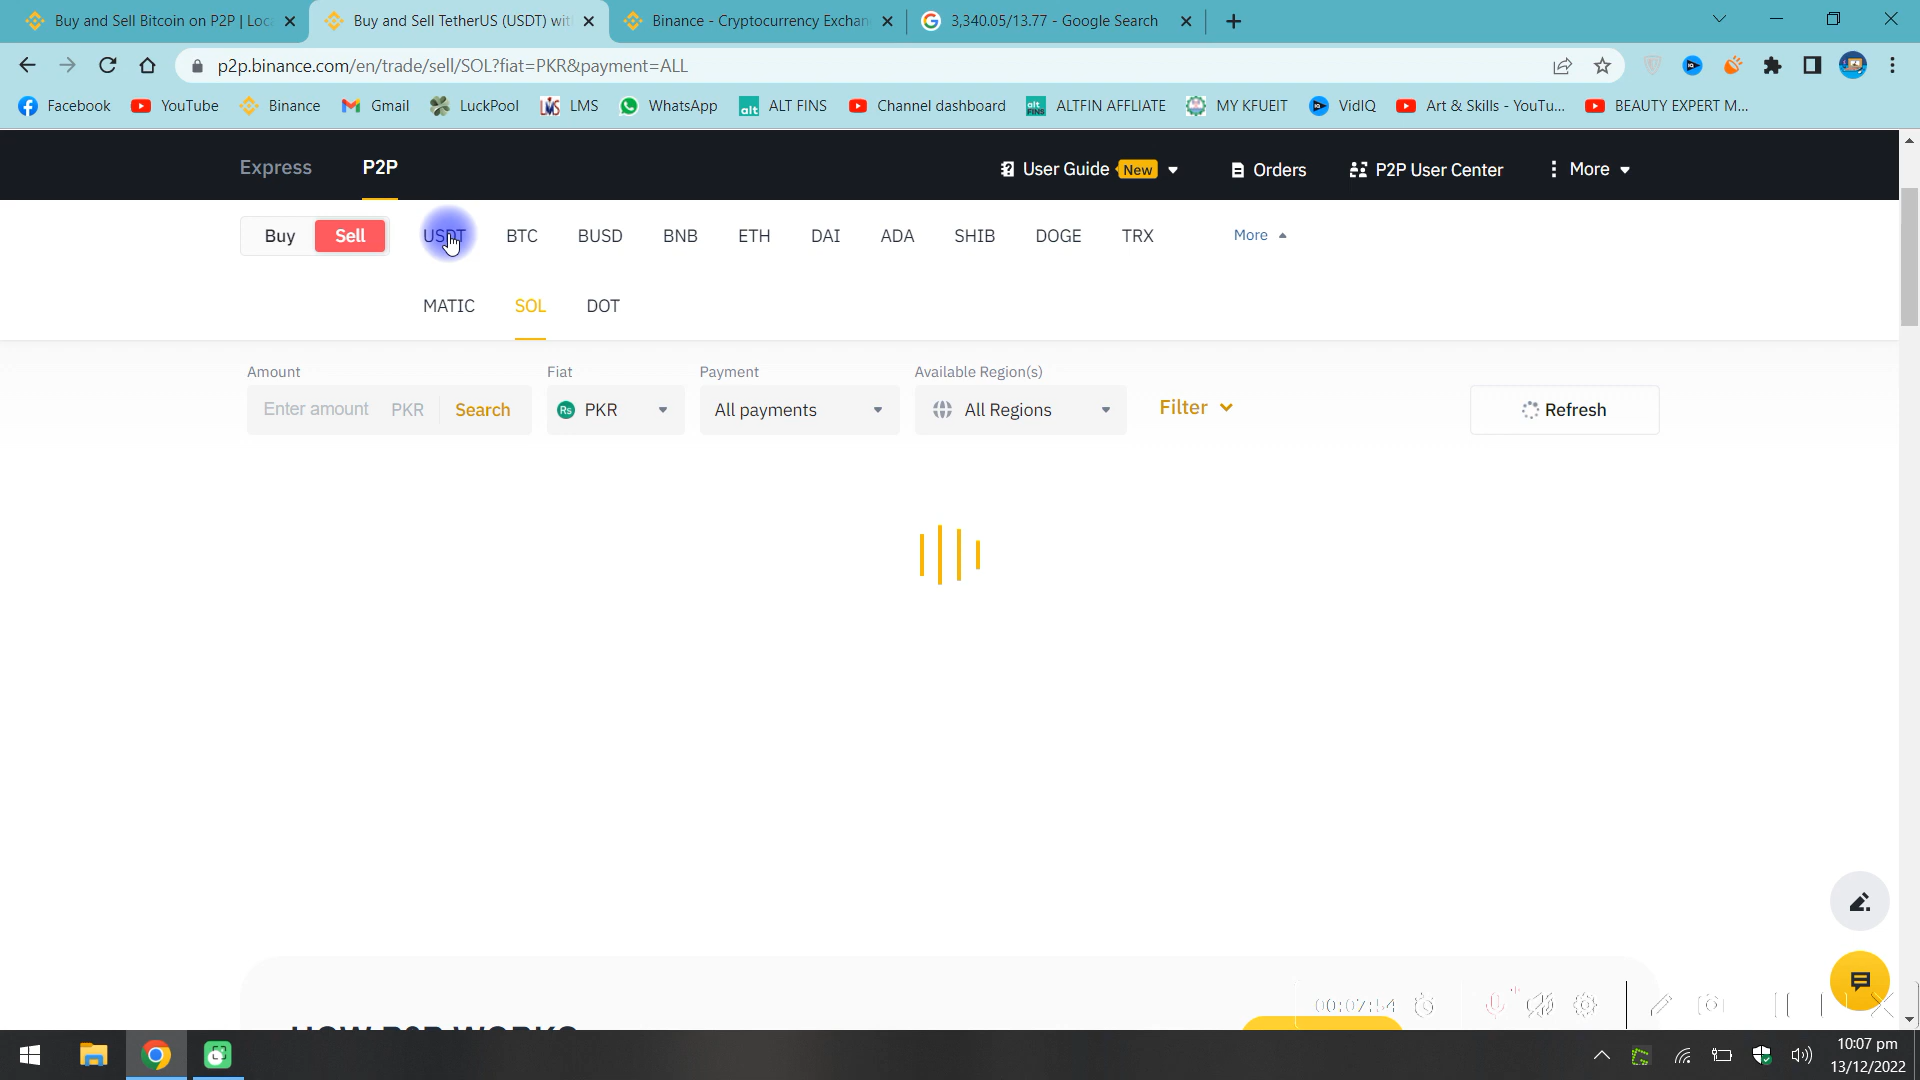 Buy and Sell Bitcoin on P2P | Loca
Buy and Sell TetherUS (USDT) wit
Binance - Cryptocurrency Exchan
3,340.05/13.77 - Google Search
p2p.binance.com/en/trade/sell/SOL?fiat=PKR&payment=ALL
Facebook YouTube Binance Gmail LuckPool LMS WhatsApp ALT FINS Channel dashboard ALTFIN AFFLIATE MY KFUEIT VidIQ Art & Skills - YouTu... BEAUTY EXPERT M...
Express P2P User Guide New Orders P2P User Center More
Buy Sell USDT BTC BUSD BNB ETH DAI ADA SHIB DOGE TRX More
MATIC SOL DOT
Amount Fiat Payment Available Region(s)
Enter amount PKR Search Rs PKR All payments All Regions Filter Refresh
00:07:54
10:07 pm
13/12/2022